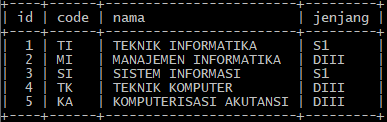 | id | code | nama | jenjang |
| 1 | TI | TEKNIK INFORMATIKA | S1 |
| 2 | MI | MANAJEMEN INFORMATIKA | DIII |
| 3 | SI | SISTEM INFORMASI | S1 |
| 4 | TK | TEKNIK KOMPUTER | DIII |
| 5 | KA | KOMPUTERISASI AKUTANSI | DIII |